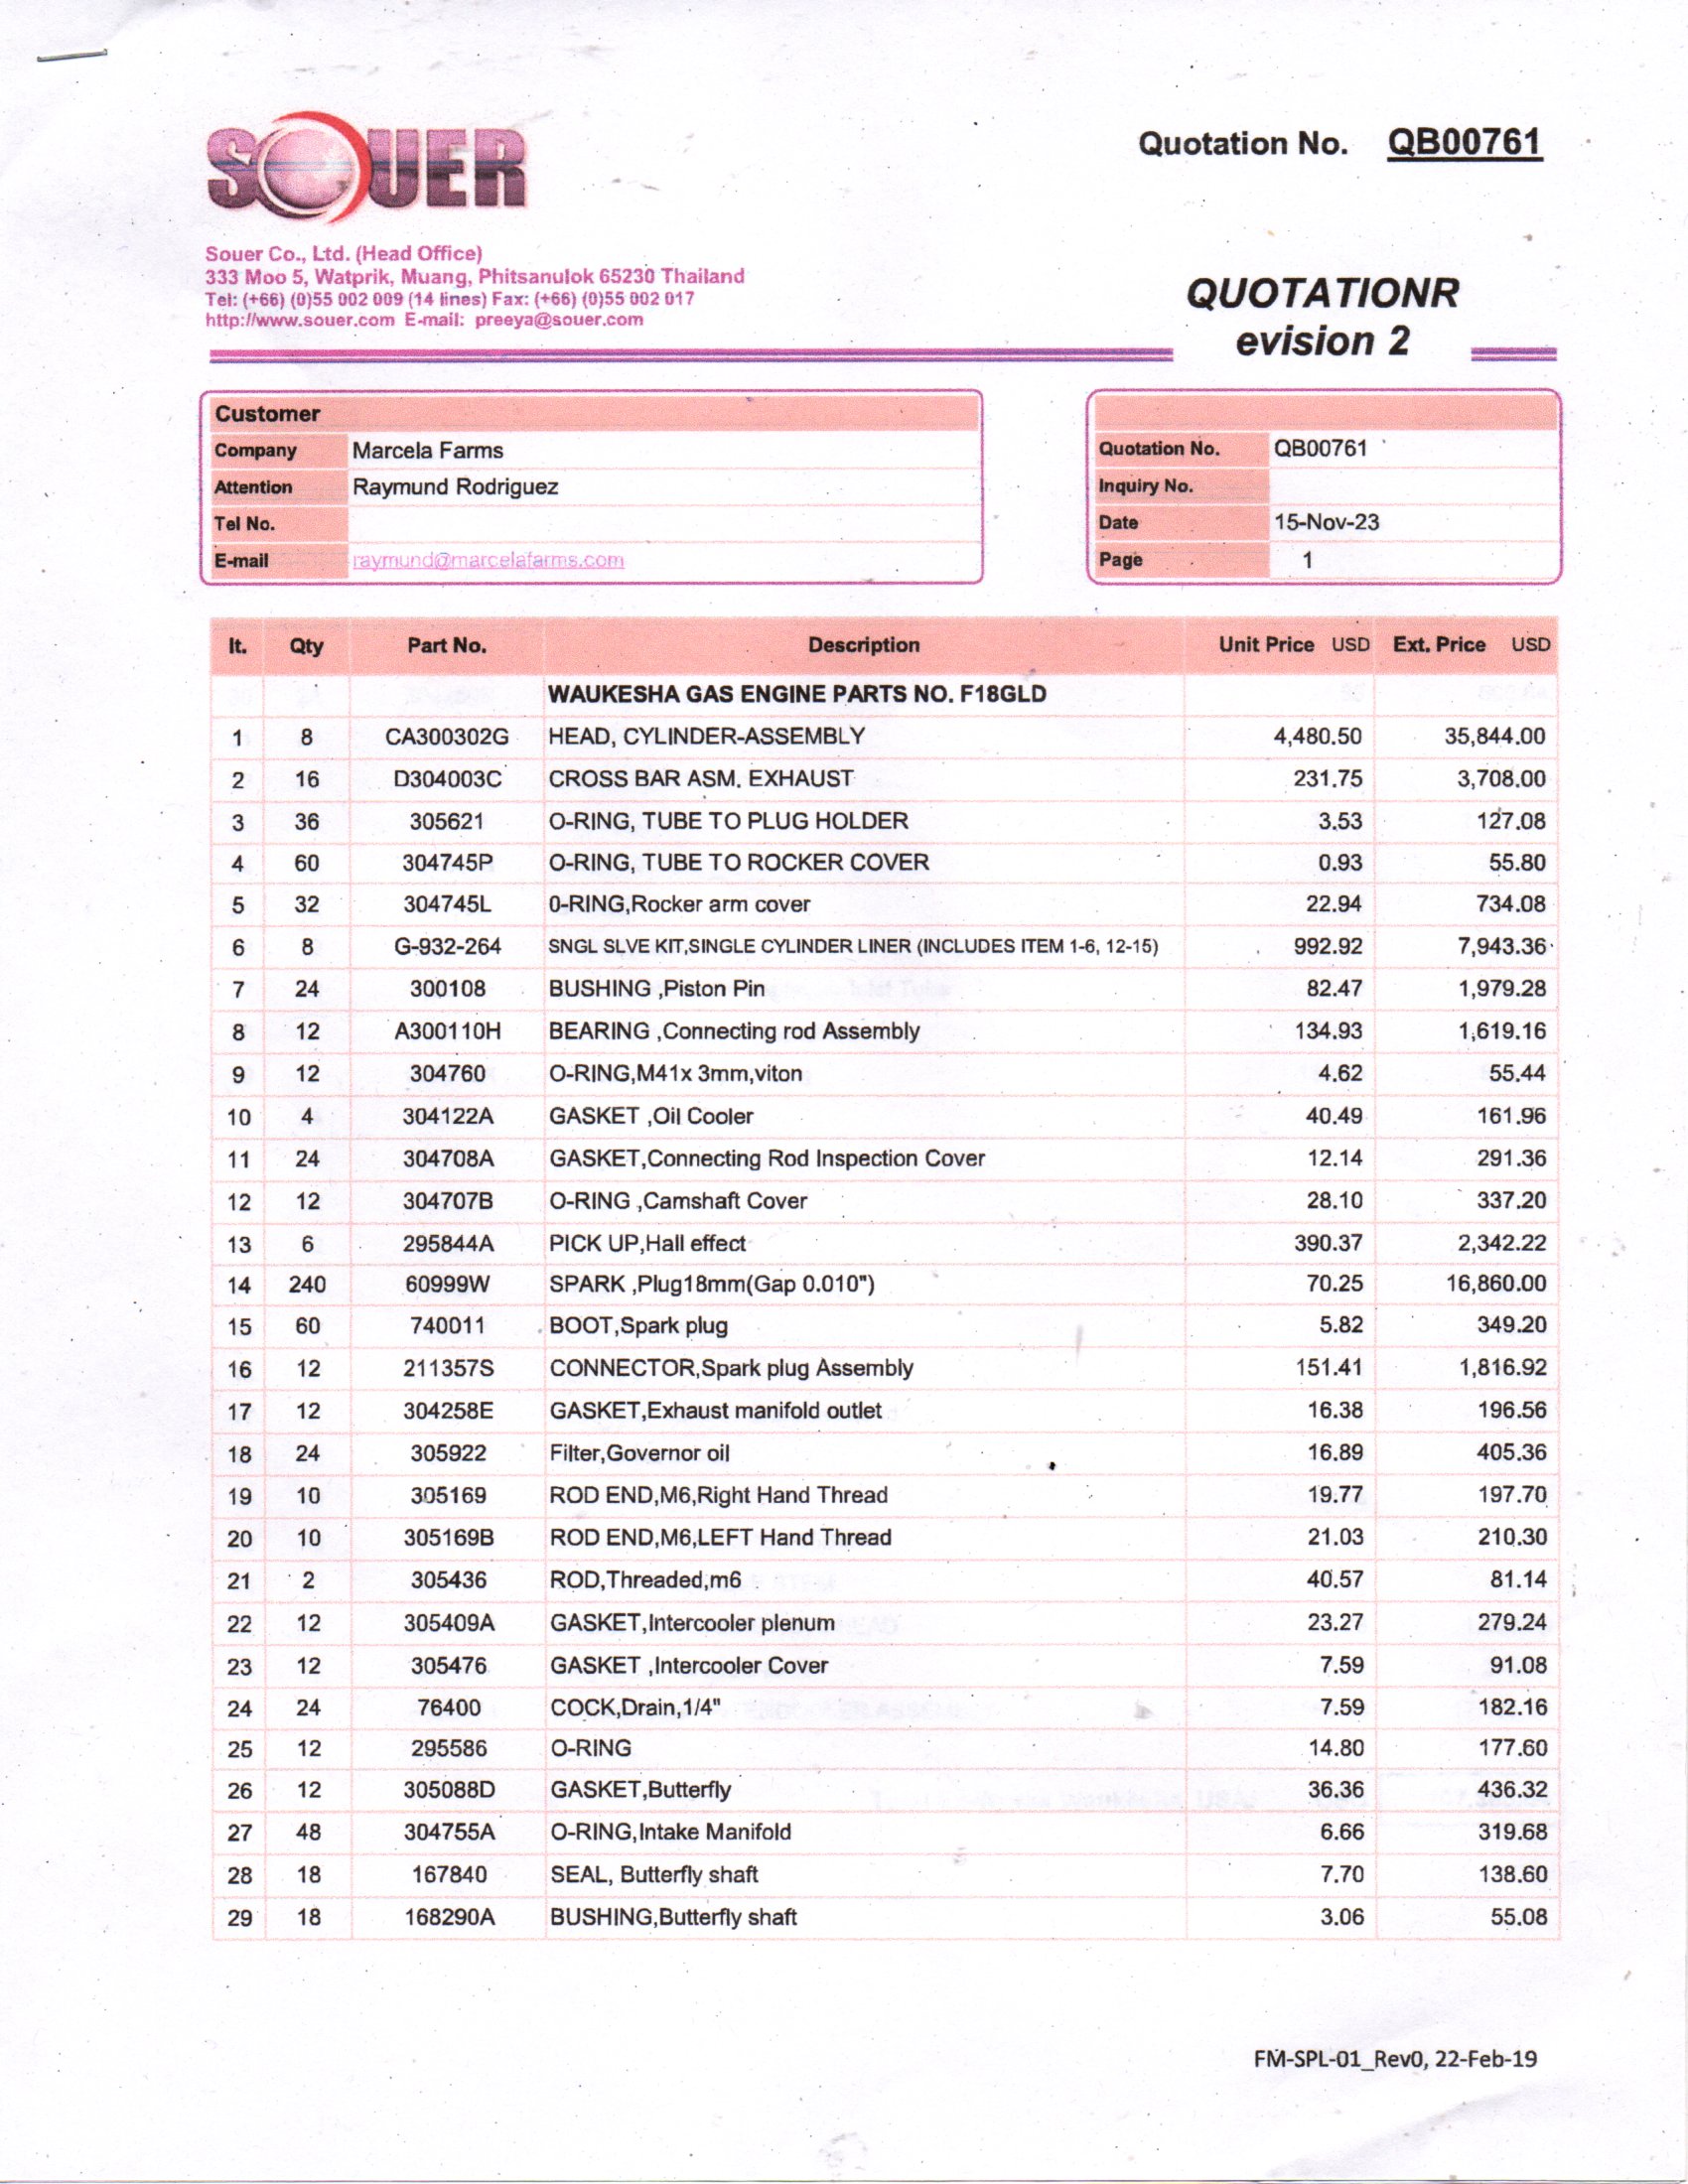 SOUER
Quotation No. QB00761
Souer Co., Ltd. (Head Office)
333 Moo 5, Watprik, Muang, Phitsanulok 65230 Thailand
Tel: (+66) (0)55 002 009 (14 lines) Fax: (+66) (0)55 002 017
http://www.souer.com E-mail: preeya@souer.com
QUOTATIONR
evision 2
Customer
Company Marcela Farms
Attention Raymund Rodriguez
Tel No.
E-mail raymund@marcelafarms.com
Quotation No. QB00761
Inquiry No.
Date 15-Nov-23
Page 1
It. Qty Part No. Description Unit Price USD Ext. Price USD
WAUKESHA GAS ENGINE PARTS NO. F18GLD
1 8 CA300302G HEAD, CYLINDER-ASSEMBLY 4,480.50 35,844.00
2 16 D304003C CROSS BAR ASM. EXHAUST 231.75 3,708.00
3 36 305621 O-RING, TUBE TO PLUG HOLDER 3.53 127.08
4 60 304745P O-RING, TUBE TO ROCKER COVER 0.93 55.80
5 32 304745L 0-RING,Rocker arm cover 22.94 734.08
6 8 G-932-264 SNGL SLVE KIT,SINGLE CYLINDER LINER (INCLUDES ITEM 1-6, 12-15) 992.92 7,943.36
7 24 300108 BUSHING ,Piston Pin 82.47 1,979.28
8 12 A300110H BEARING ,Connecting rod Assembly 134.93 1,619.16
9 12 304760 O-RING,M41x 3mm,viton 4.62 55.44
10 4 304122A GASKET ,Oil Cooler 40.49 161.96
11 24 304708A GASKET,Connecting Rod Inspection Cover 12.14 291.36
12 12 304707B O-RING ,Camshaft Cover 28.10 337.20
13 6 295844A PICK UP,Hall effect 390.37 2,342.22
14 240 60999W SPARK ,Plug18mm(Gap 0.010") 70.25 16,860.00
15 60 740011 BOOT,Spark plug 5.82 349.20
16 12 211357S CONNECTOR,Spark plug Assembly 151.41 1,816.92
17 12 304258E GASKET,Exhaust manifold outlet 16.38 196.56
18 24 305922 Filter,Governor oil 16.89 405.36
19 10 305169 ROD END,M6,Right Hand Thread 19.77 197.70
20 10 305169B ROD END,M6,LEFT Hand Thread 21.03 210.30
21 2 305436 ROD,Threaded,m6 40.57 81.14
22 12 305409A GASKET,Intercooler plenum 23.27 279.24
23 12 305476 GASKET ,Intercooler Cover 7.59 91.08
24 24 76400 COCK,Drain,1/4" 7.59 182.16
25 12 295586 O-RING 14.80 177.60
26 12 305088D GASKET,Butterfly 36.36 436.32
27 48 304755A O-RING,Intake Manifold 6.66 319.68
28 18 167840 SEAL, Butterfly shaft 7.70 138.60
29 18 168290A BUSHING,Butterfly shaft 3.06 55.08
FM-SPL-01_Rev0, 22-Feb-19